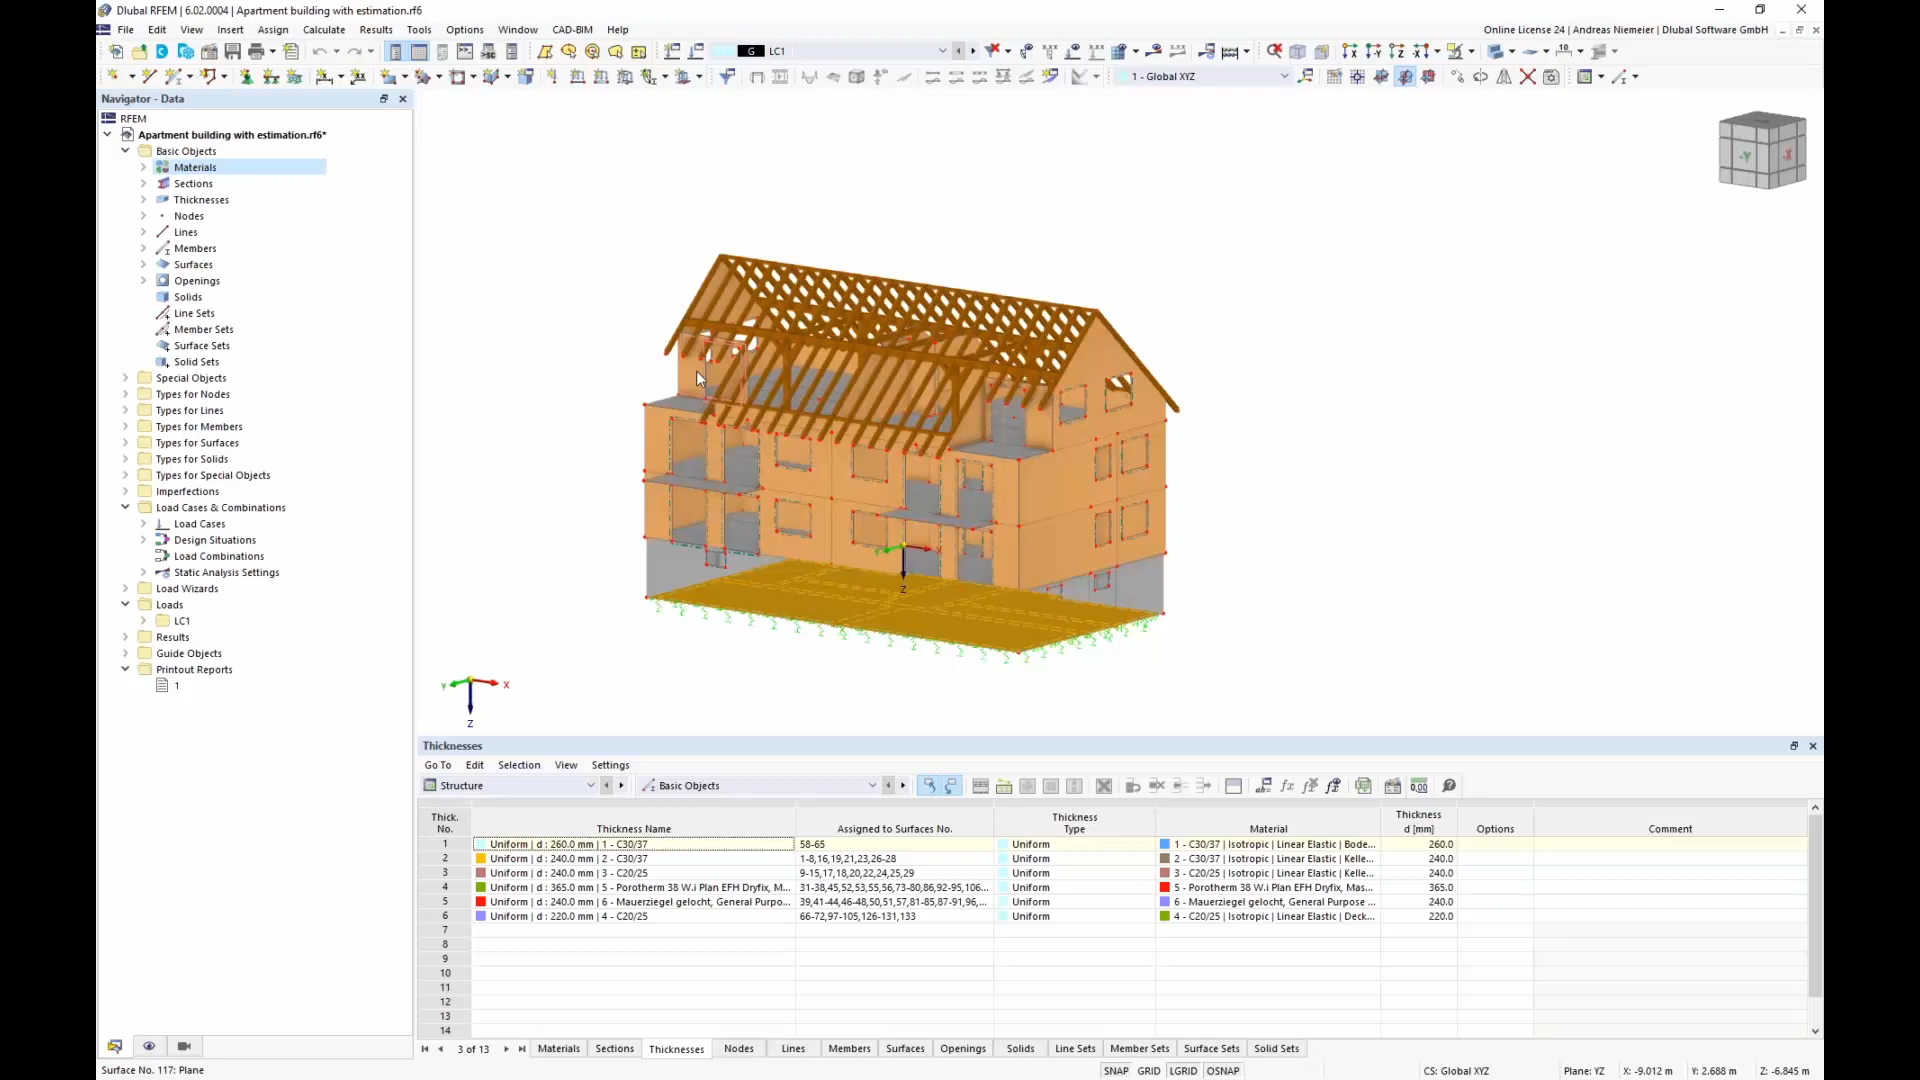 Dlubal RFEM | 6.02.0004 | Apartment building with estimation.rf6*
File Edit View Insert Assign Calculate Results Tools Options Window CAD-BIM Help
Online License 24 | Andreas Niemeier | Dlubal Software GmbH
G LC1
1 - Global XYZ
Navigator - Data
RFEM
Apartment building with estimation.rf6*
Basic Objects
Materials
Sections
Thicknesses
Nodes
Lines
Members
Surfaces
Openings
Solids
Line Sets
Member Sets
Surface Sets
Solid Sets
Special Objects
Types for Nodes
Types for Lines
Types for Members
Types for Surfaces
Types for Solids
Types for Special Objects
Imperfections
Load Cases & Combinations
Load Cases
Design Situations
Load Combinations
Static Analysis Settings
Load Wizards
Loads
LC1
Results
Guide Objects
Printout Reports
1
-Y -X
Z
Y X
Z
Thicknesses
Go To Edit Selection View Settings
Structure Basic Objects
Thick. No. Thickness Name Assigned to Surfaces No. Thickness Type Material Thickness d [mm] Options Comment
1 Uniform | d : 260.0 mm | 1 - C30/37 58-65 Uniform 1 - C30/37 | Isotropic | Linear Elastic | Bode... 260.0
2 Uniform | d : 240.0 mm | 2 - C30/37 1-8,16,19,21,23,26-28 Uniform 2 - C30/37 | Isotropic | Linear Elastic | Kelle... 240.0
3 Uniform | d : 240.0 mm | 3 - C20/25 9-15,17,18,20,22,24,25,29 Uniform 3 - C20/25 | Isotropic | Linear Elastic | Kelle... 240.0
4 Uniform | d : 365.0 mm | 5 - Porotherm 38 W.i Plan EFH Dryfix, M... 31-38,45,52,53,55,56,73-80,86,92-95,106... Uniform 5 - Porotherm 38 W.i Plan EFH Dryfix, Mas... 365.0
5 Uniform | d : 240.0 mm | 6 - Mauerziegel gelocht, General Purpo... 39,41-44,46-48,50,51,57,81-85,87-91,96,... Uniform 6 - Mauerziegel gelocht, General Purpose ... 240.0
6 Uniform | d : 220.0 mm | 4 - C20/25 66-72,97-105,126-131,133 Uniform 4 - C20/25 | Isotropic | Linear Elastic | Deck... 220.0
7
8
9
10
11
12
13
14
3 of 13 Materials Sections Thicknesses Nodes Lines Members Surfaces Openings Solids Line Sets Member Sets Surface Sets Solid Sets
Surface No. 117: Plane
SNAP GRID LGRID OSNAP CS: Global XYZ Plane: YZ X: -9.012 m Y: 2.688 m Z: -6.845 m